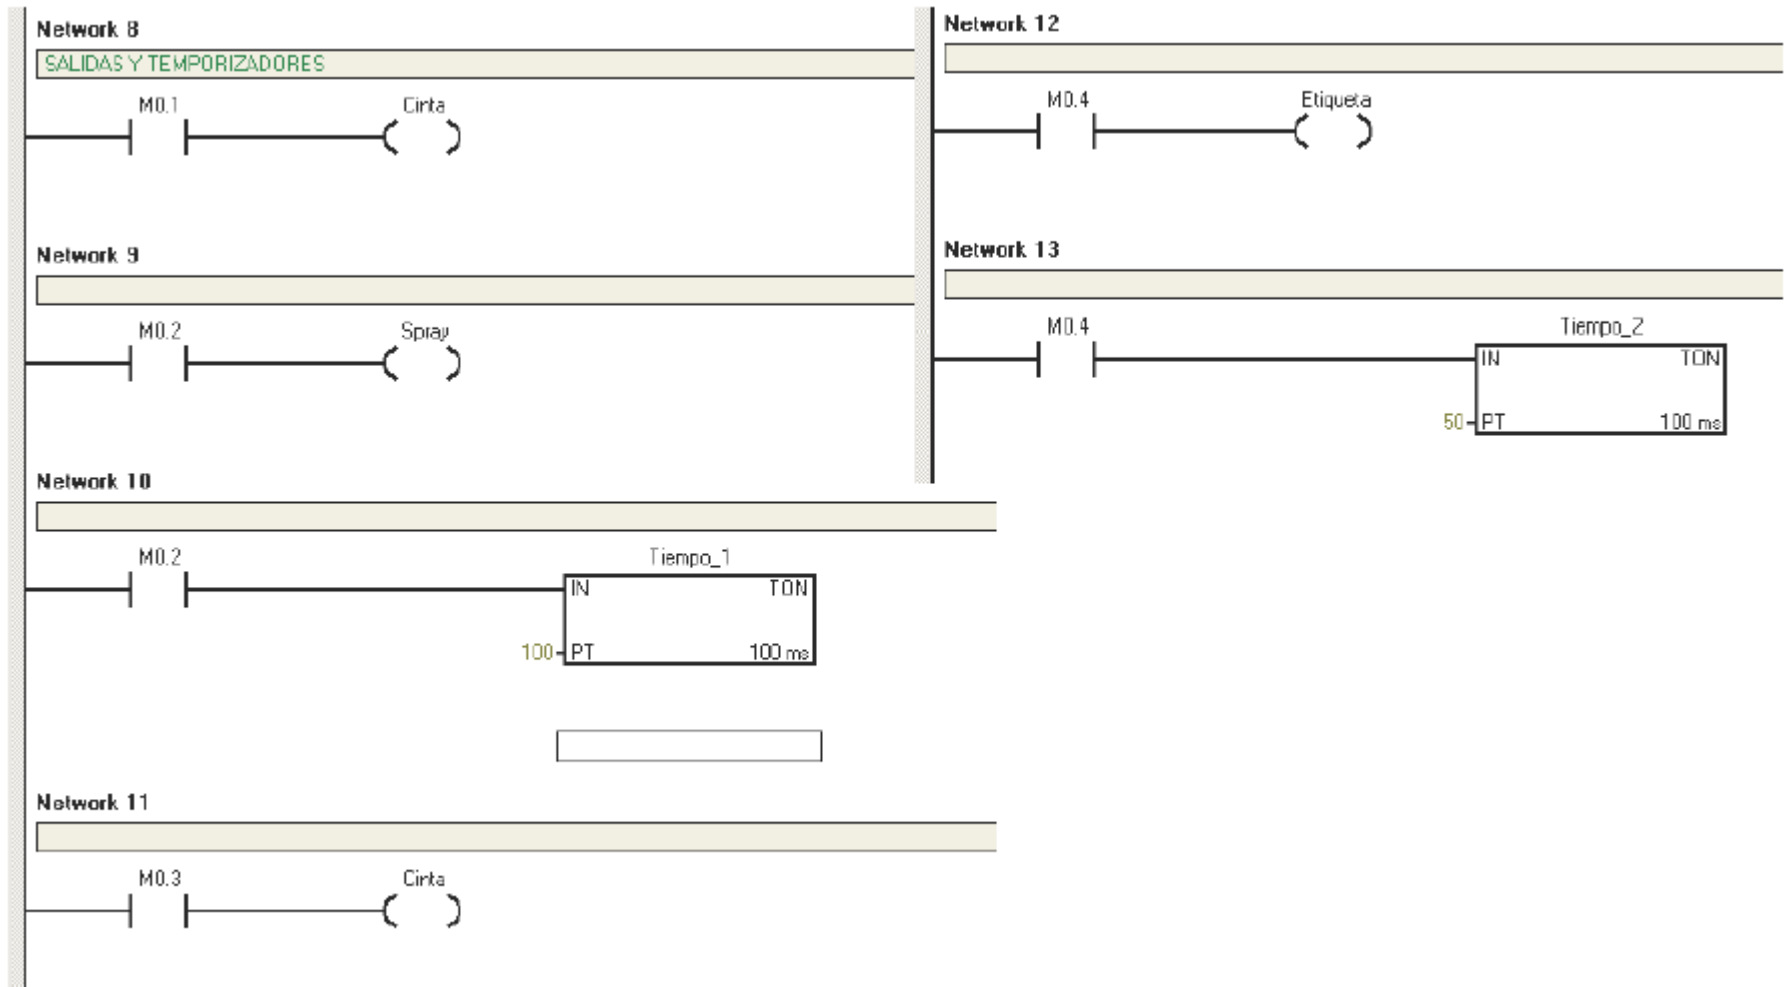 Network 8
SALIDAS Y TEMPORIZADORES
M0.1 Cinta
Network 9
M0.2 Spray
Network 10
M0.2 Tiempo_1
IN TON
100 PT 100 ms
Network 11
M0.3 Cinta
Network 12
M0.4 Etiqueta
Network 13
M0.4 Tiempo_2
IN TON
50 PT 100 ms